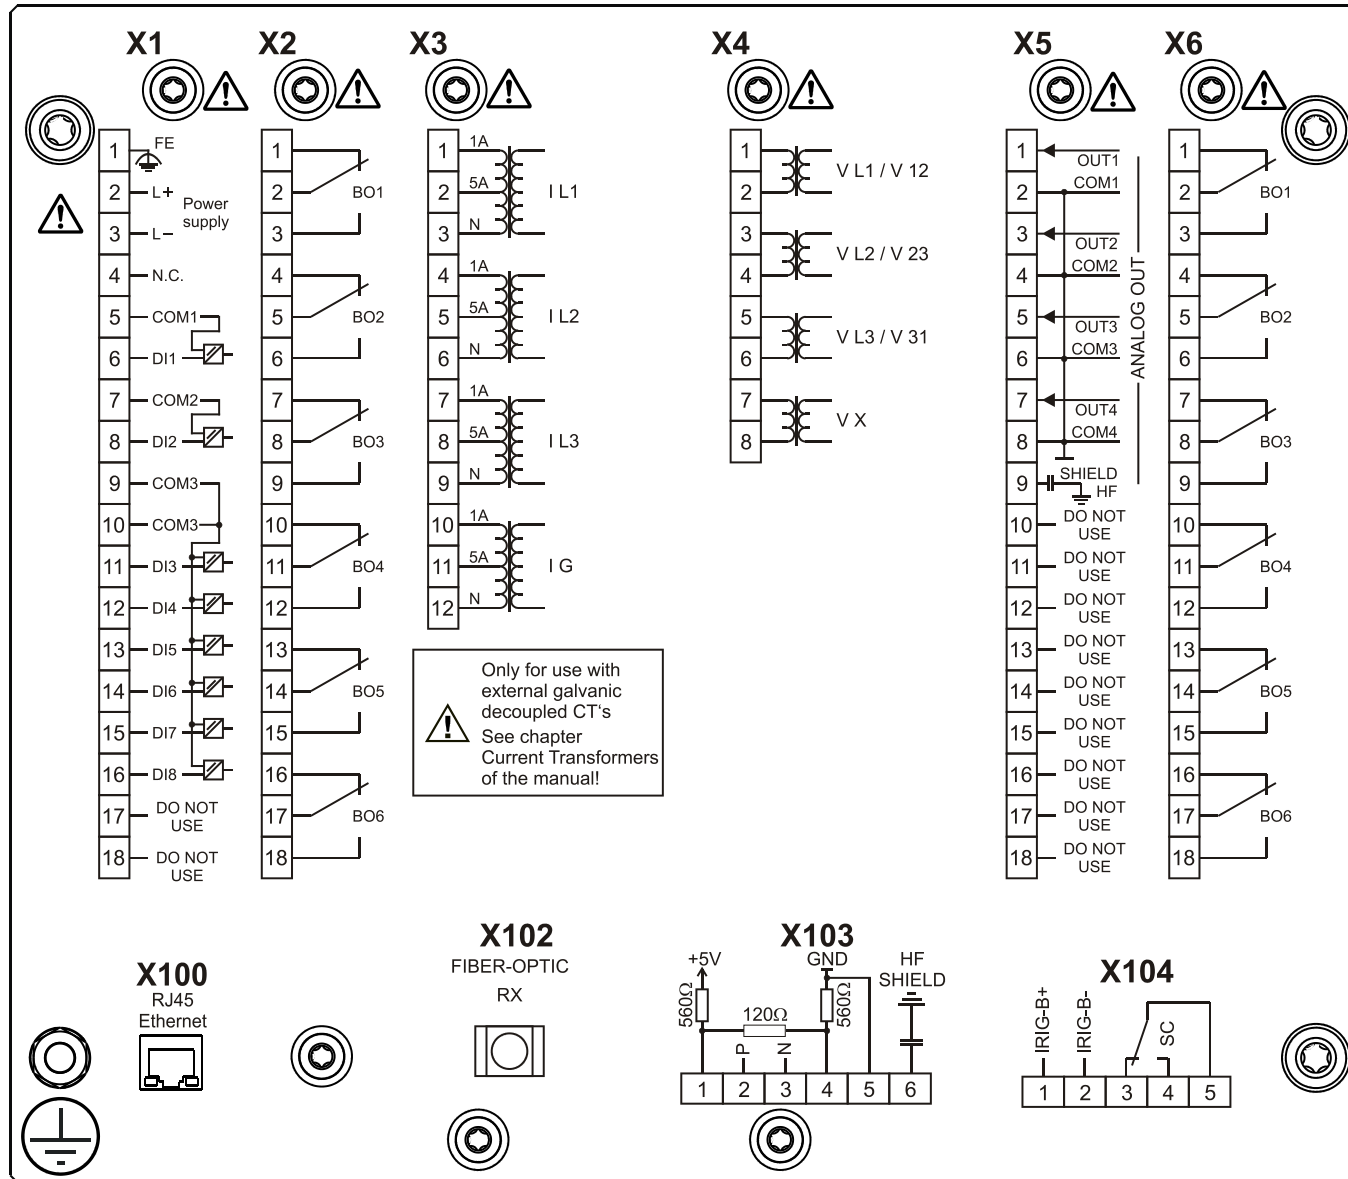 X1
X2
X3
X4
X5
X6
1
FE
2
L+
Power
supply
3
L–
4
N.C.
5
COM1
6
DI1
7
COM2
8
DI2
9
COM3
10
COM3
11
DI3
12
DI4
13
DI5
14
DI6
15
DI7
16
DI8
17
DO NOT
USE
18
DO NOT
USE
1
2
BO1
3
4
5
BO2
6
7
8
BO3
9
10
11
BO4
12
13
14
BO5
15
16
17
BO6
18
1
1A
2
5A
I L1
3
N
4
1A
5
5A
I L2
6
N
7
1A
8
5A
I L3
9
N
10
1A
11
5A
I G
12
N
Only for use with
external galvanic
decoupled CT‘s
See chapter
Current Transformers
of the manual!
1
V L1 / V 12
2
3
V L2 / V 23
4
5
V L3 / V 31
6
7
V X
8
1
OUT1
2
COM1
3
OUT2
4
COM2
5
OUT3
6
COM3
7
OUT4
8
COM4
ANALOG OUT
9
SHIELD
HF
10
DO NOT
USE
11
DO NOT
USE
12
DO NOT
USE
13
DO NOT
USE
14
DO NOT
USE
15
DO NOT
USE
16
DO NOT
USE
17
DO NOT
USE
18
DO NOT
USE
1
2
BO1
3
4
5
BO2
6
7
8
BO3
9
10
11
BO4
12
13
14
BO5
15
16
17
BO6
18
X100
RJ45
Ethernet
X102
FIBER-OPTIC
RX
X103
+5V
GND
HF
SHIELD
560Ω
120Ω
560Ω
P
N
1 2 3 4 5 6
X104
IRIG-B+
IRIG-B-
SC
1 2 3 4 5